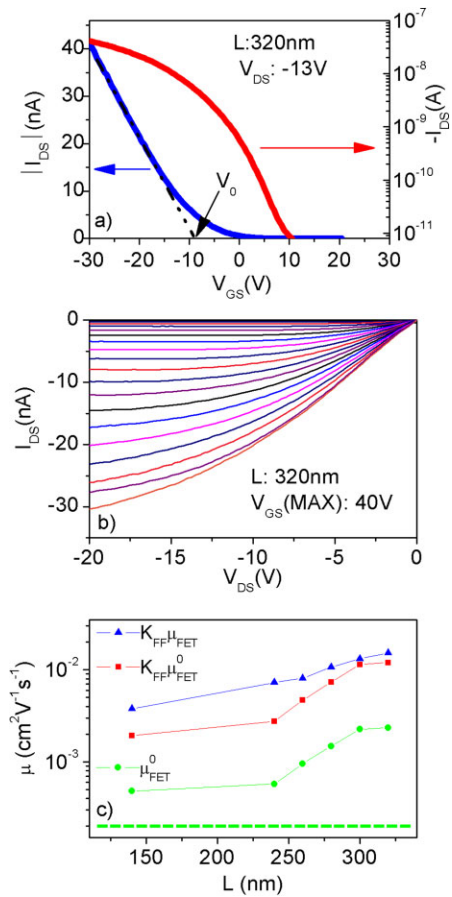 40
30
20
10
0
|I_DS|(nA)
L:320nm
V_DS: -13V
V_0
a)
10^-7
10^-8
10^-9
10^-10
10^-11
-I_DS(A)
-30 -20 -10 0 10 20 30
V_GS(V)
0
-10
-20
-30
I_DS(nA)
L: 320nm
V_GS(MAX): 40V
b)
-20 -15 -10 -5 0
V_DS(V)
K_FFμ_FET
K_FFμ^0_FET
μ^0_FET
10^-2
10^-3
μ (cm^2V^-1s^-1)
c)
150 200 250 300
L (nm)